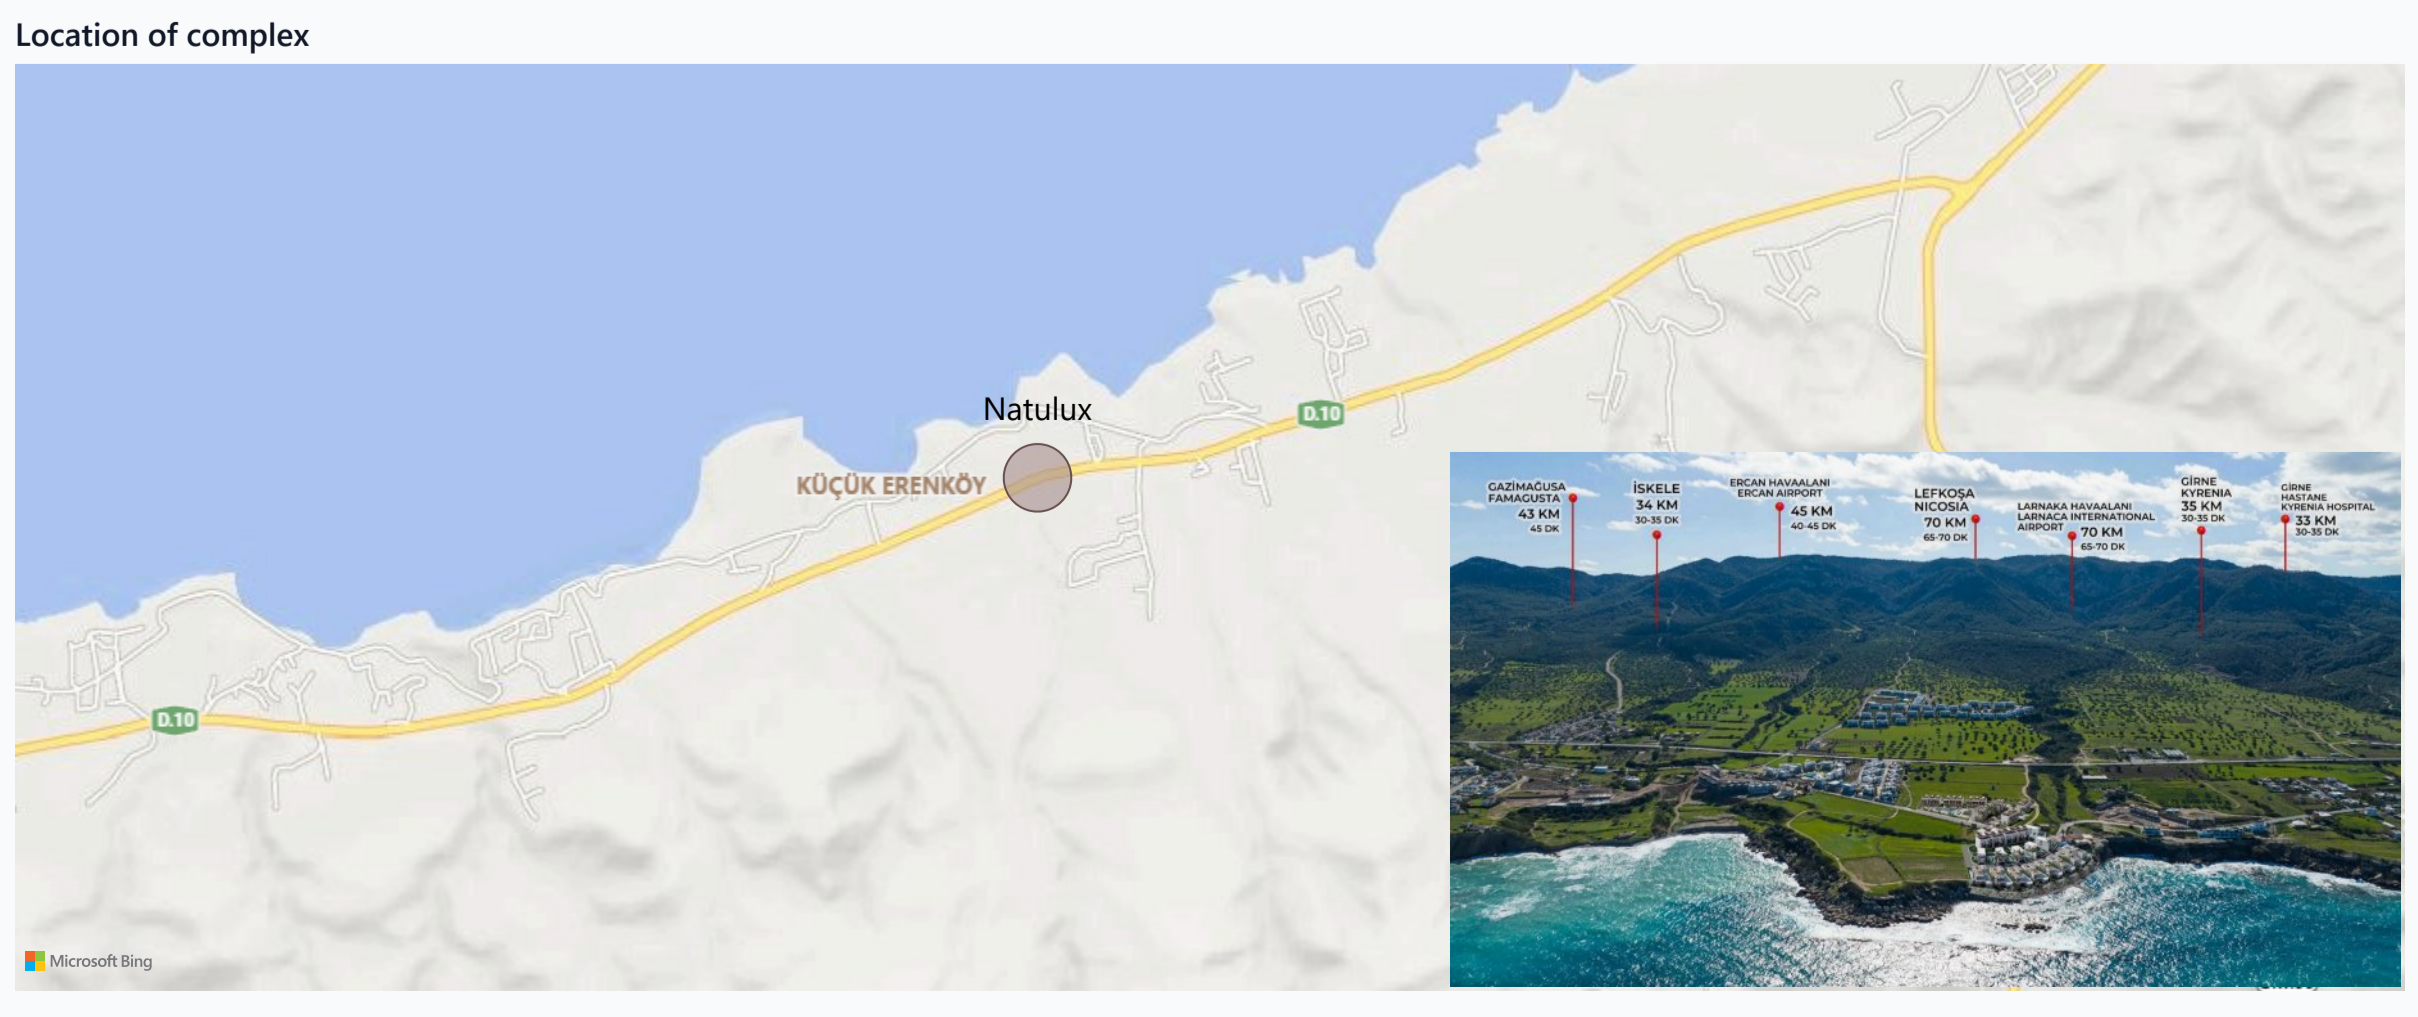 Location of complex
Natulux
D.10
KÜÇÜK ERENKÖY
D.10
Microsoft Bing
GAZİMAĞUSA
FAMAGUSTA
43 KM
45 DK
İSKELE
34 KM
30-35 DK
ERCAN HAVAALANI
ERCAN AIRPORT
45 KM
40-45 DK
LEFKOŞA
NICOSIA
70 KM
65-70 DK
LARNAKA HAVAALANI
LARNACA INTERNATIONAL
AIRPORT
70 KM
65-70 DK
GİRNE
KYRENIA
35 KM
30-35 DK
GİRNE
HASTANE
KYRENIA HOSPITAL
33 KM
30-35 DK